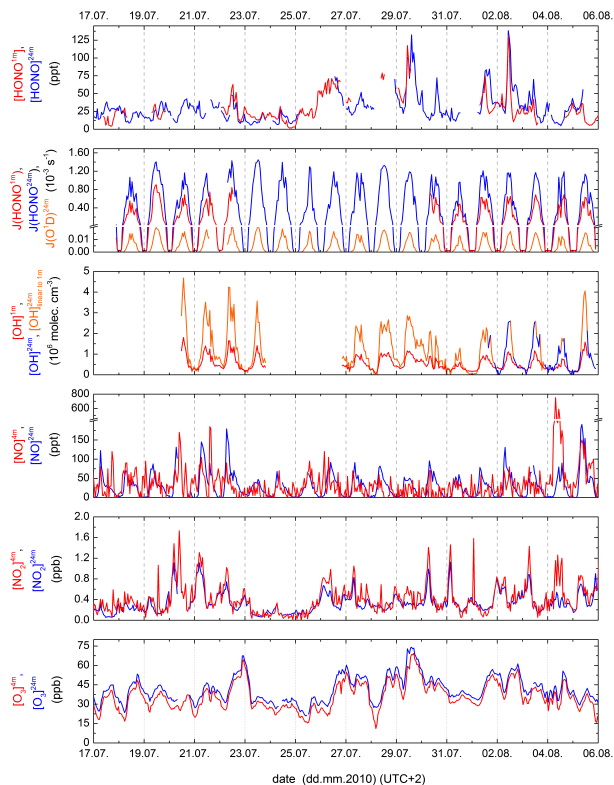 17.07. 19.07. 21.07. 23.07. 25.07. 27.07. 29.07. 31.07. 02.08. 04.08. 06.08.
[HONO¹ᵐ],
[HONO]²⁴ᵐ
(ppt)
125
100
75
50
25
0
J(HONO¹ᵐ),
J(HONO²⁴ᵐ),
J(O¹D)²⁴ᵐ
(10⁻³ s⁻¹)
1.60
1.20
0.80
0.40
0.01
0.00
[OH]¹ᵐ,
[OH]²⁴ᵐ, [OH]²⁴ᵐ linear to 1m
(10⁶ molec. cm⁻³)
5
4
3
2
1
0
[NO]⁴ᵐ,
[NO]²⁴ᵐ
(ppt)
800
600
150
100
50
0
[NO₂]⁴ᵐ,
[NO₂]²⁴ᵐ
(ppb)
2.0
1.6
1.2
0.8
0.4
0.0
[O₃]⁴ᵐ,
[O₃]²⁴ᵐ
(ppb)
75
60
45
30
15
0
17.07. 19.07. 21.07. 23.07. 25.07. 27.07. 29.07. 31.07. 02.08. 04.08. 06.08.
date (dd.mm.2010) (UTC+2)